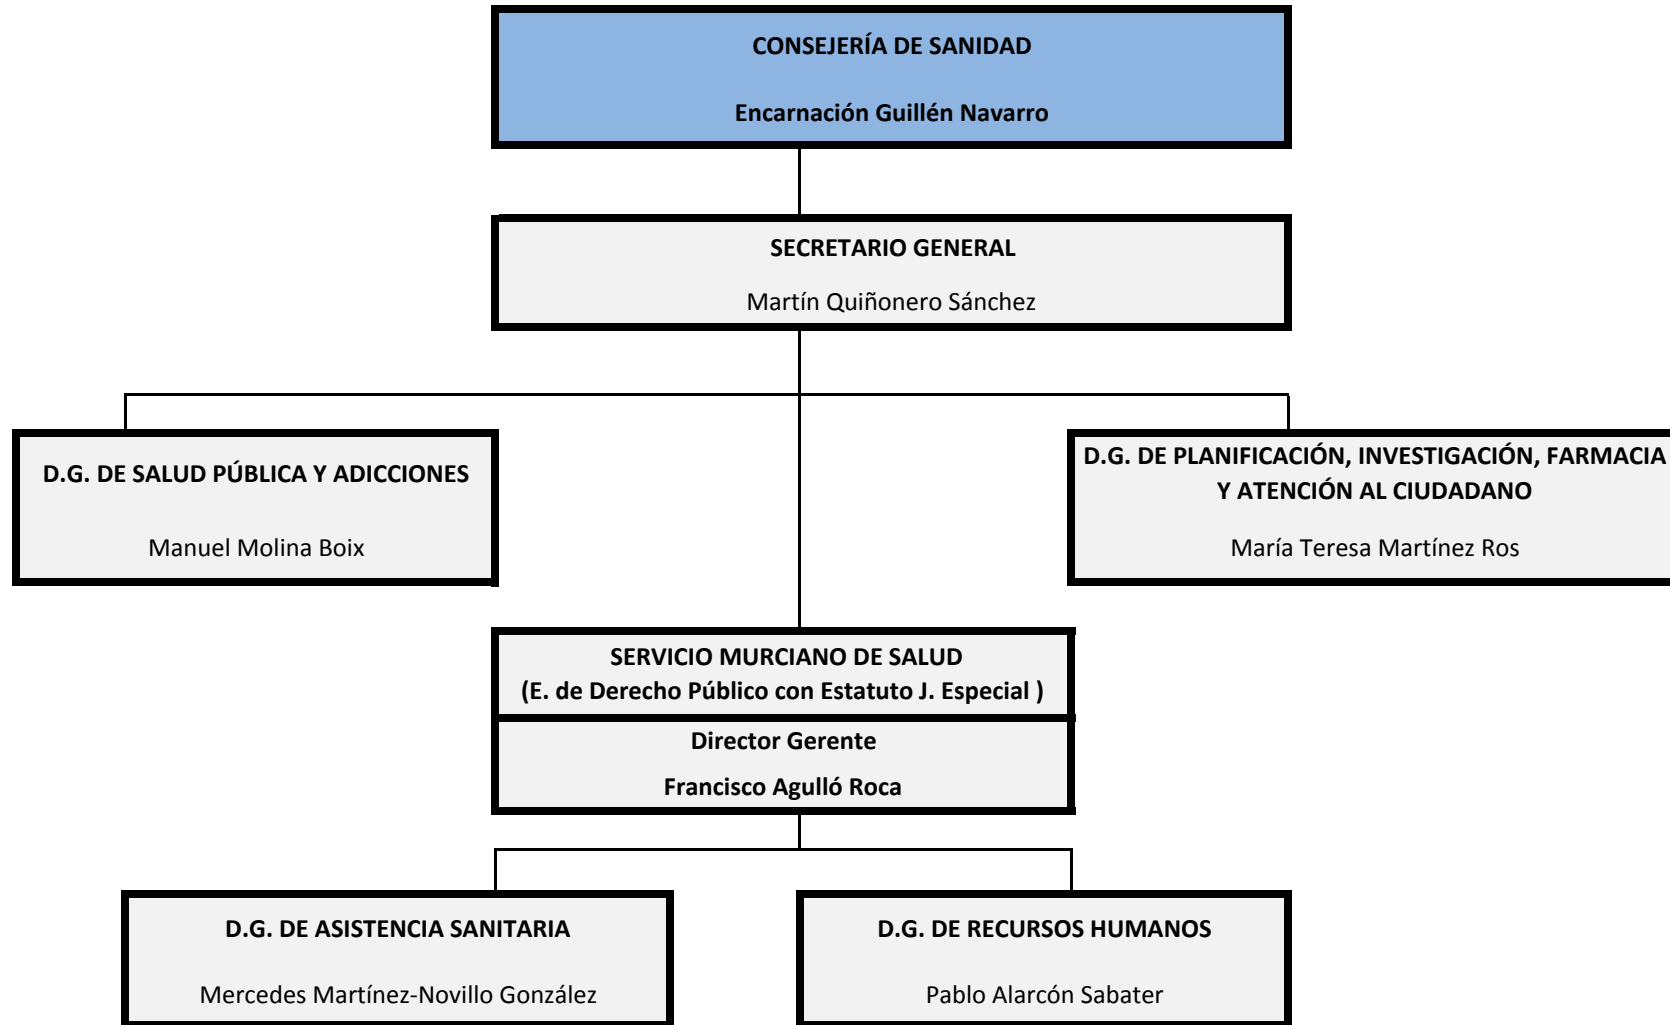 CONSEJERÍA DE SANIDAD
Encarnación Guillén Navarro
SECRETARIO GENERAL
Martín Quiñonero Sánchez
D.G. DE SALUD PÚBLICA Y ADICCIONES
Manuel Molina Boix
D.G. DE PLANIFICACIÓN, INVESTIGACIÓN, FARMACIA
Y ATENCIÓN AL CIUDADANO
María Teresa Martínez Ros
SERVICIO MURCIANO DE SALUD
(E. de Derecho Público con Estatuto J. Especial )
Director Gerente
Francisco Agulló Roca
D.G. DE ASISTENCIA SANITARIA
Mercedes Martínez-Novillo González
D.G. DE RECURSOS HUMANOS
Pablo Alarcón Sabater